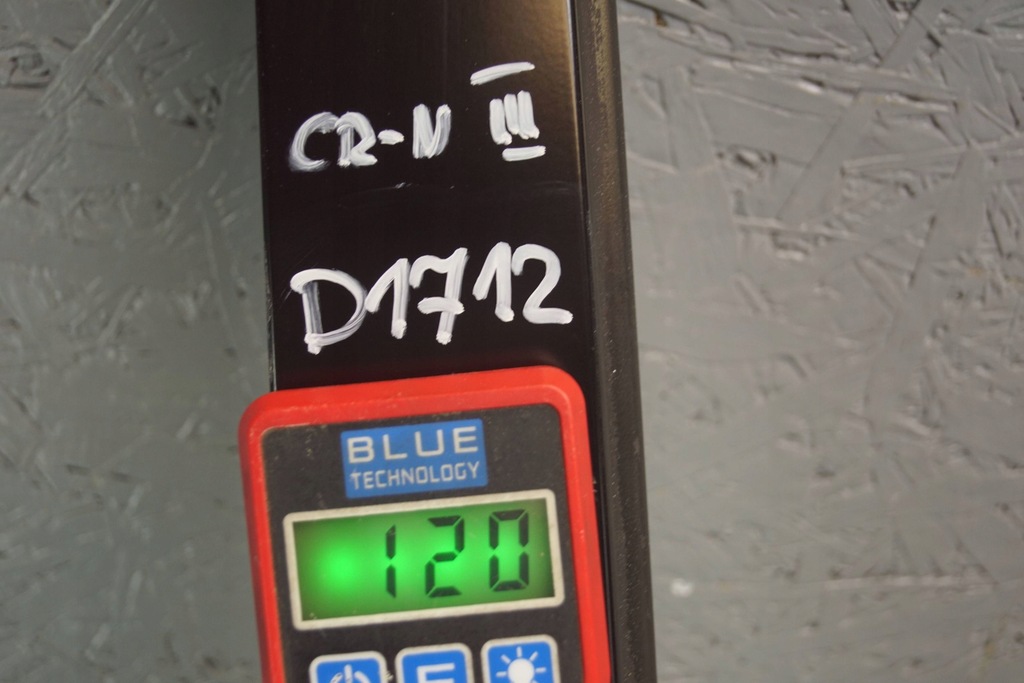 CR-N III
D1712
BLUE
TECHNOLOGY
120
F